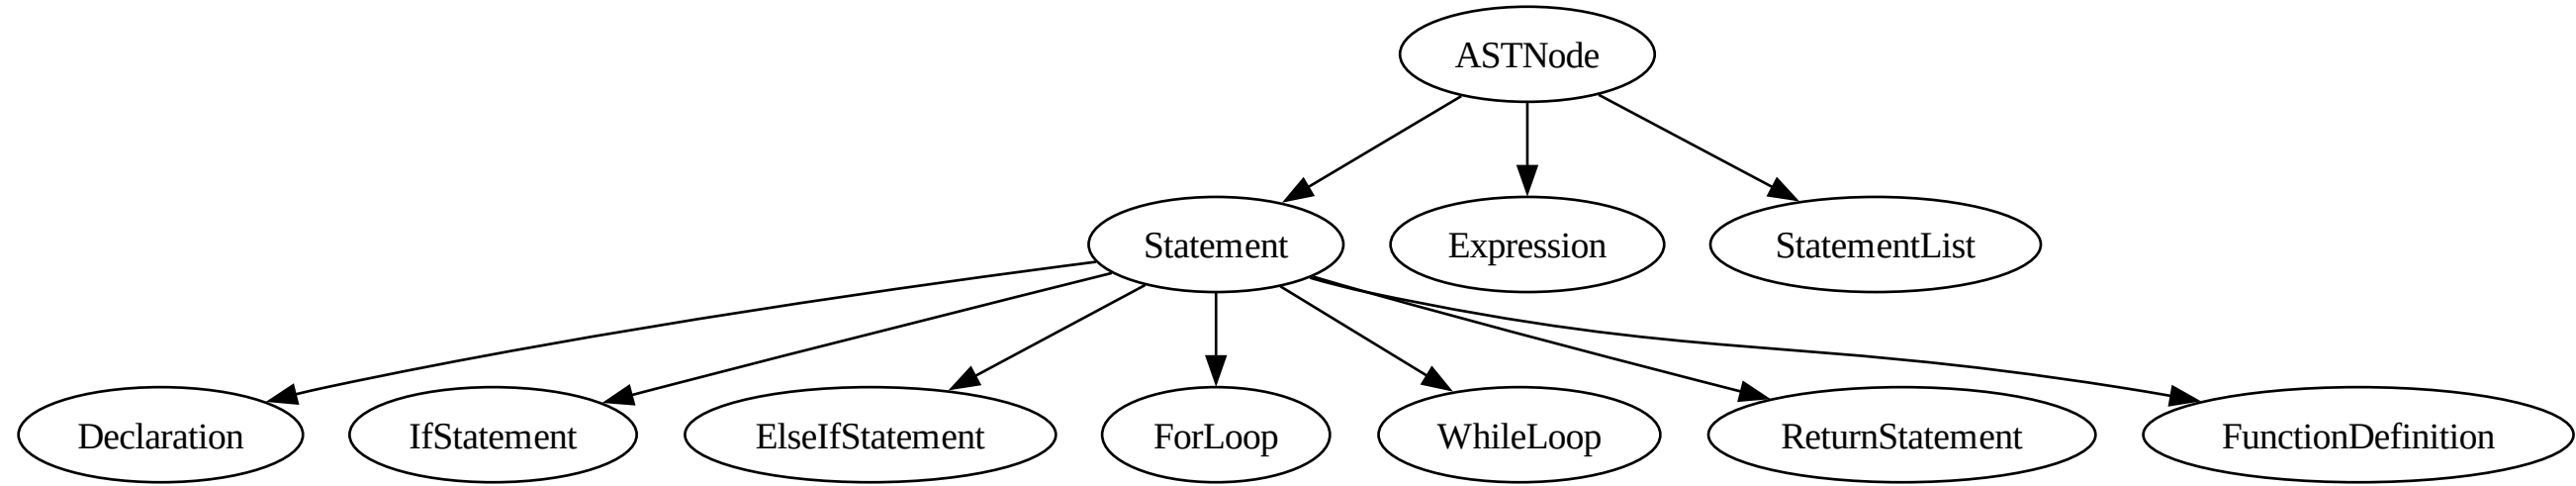 ASTNode
Statement
Expression
StatementList
Declaration
IfStatement
ElseIfStatement
ForLoop
WhileLoop
ReturnStatement
FunctionDefinition